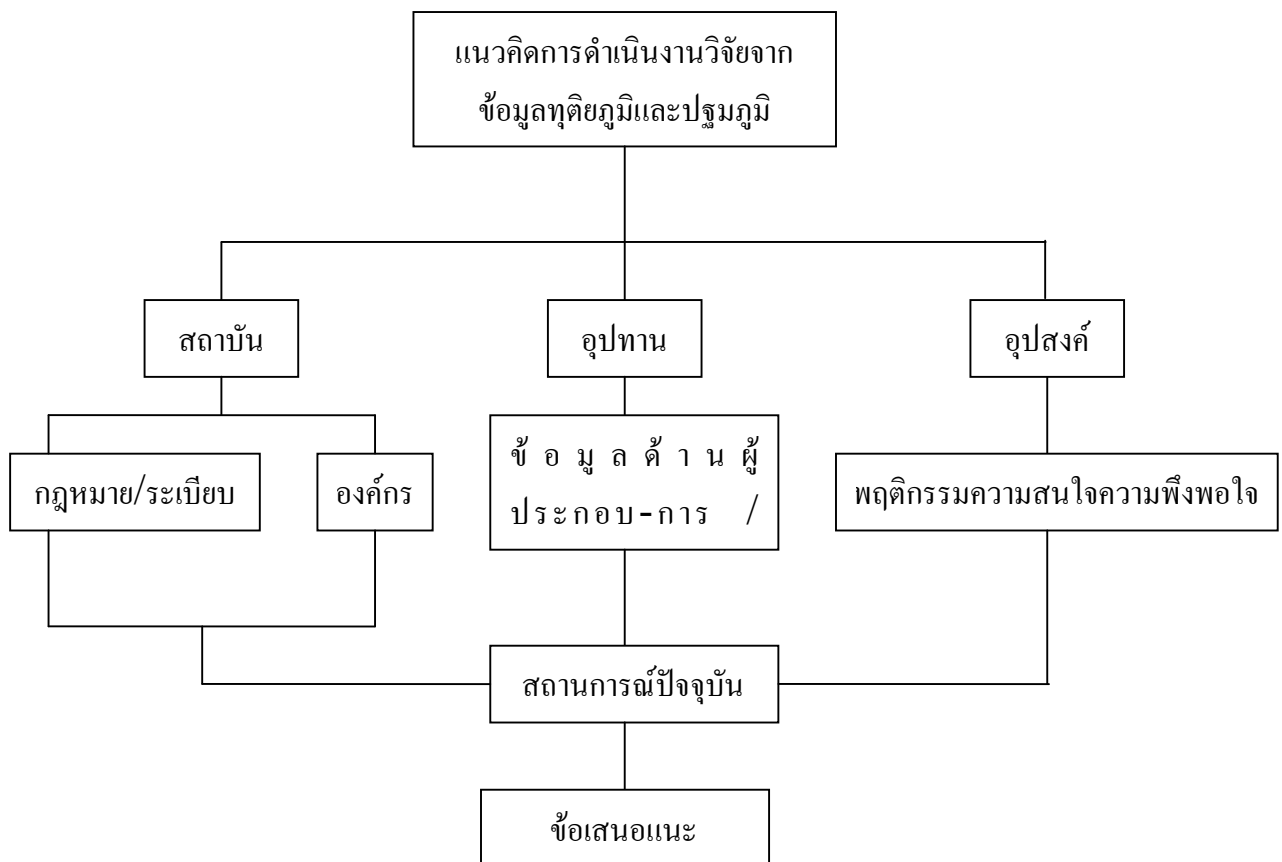 แนวคิดการดำเนินงานวิจัยจาก
ข้อมูลทุติยภูมิและปฐมภูมิ
สถาบัน
อุปทาน
อุปสงค์
กฎหมาย/ระเบียบ
องค์กร
ข้อมูลด้านผู้
ประกอบ-การ /
พฤติกรรมความสนใจความพึงพอใจ
สถานการณ์ปัจจุบัน
ข้อเสนอแนะ